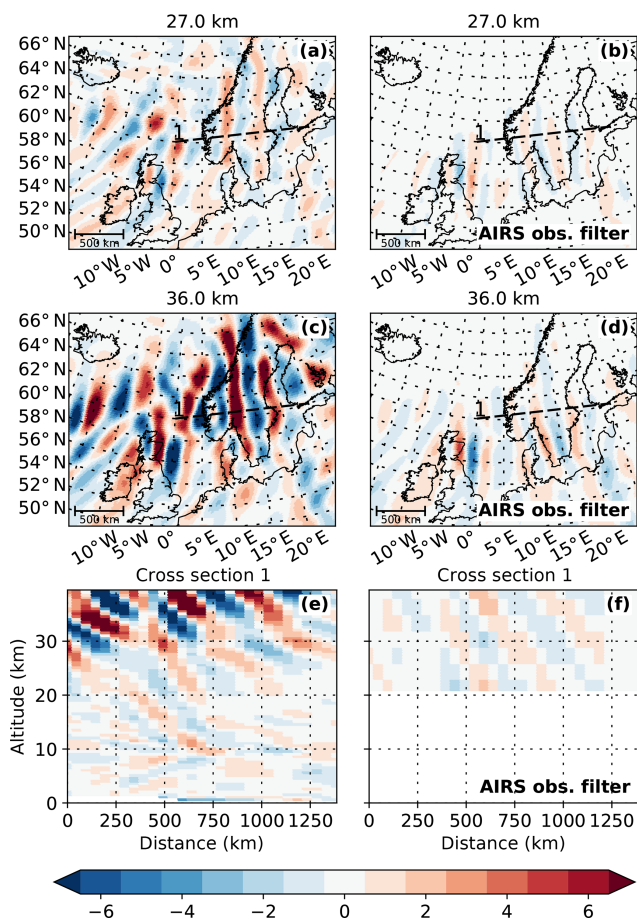 27.0 km 27.0 km
66° N (a) (b)
64° N
62° N
60° N
58° N 1 1
56° N
54° N
52° N
50° N 500 km AIRS obs. filter
10° W 5° W 0° 5° E 10° E 15° E 20° E 10° W 5° W 0° 5° E 10° E 15° E 20° E
36.0 km 36.0 km
66° N (c) (d)
64° N
62° N
60° N
58° N 1 1
56° N
54° N
52° N
50° N 500 km AIRS obs. filter
10° W 5° W 0° 5° E 10° E 15° E 20° E 10° W 5° W 0° 5° E 10° E 15° E 20° E
Cross section 1 Cross section 1
(e) (f)
30
20
10
0 AIRS obs. filter
Altitude (km)
0 250 500 750 1000 1250 0 250 500 750 1000 1250
Distance (km) Distance (km)
−6 −4 −2 0 2 4 6